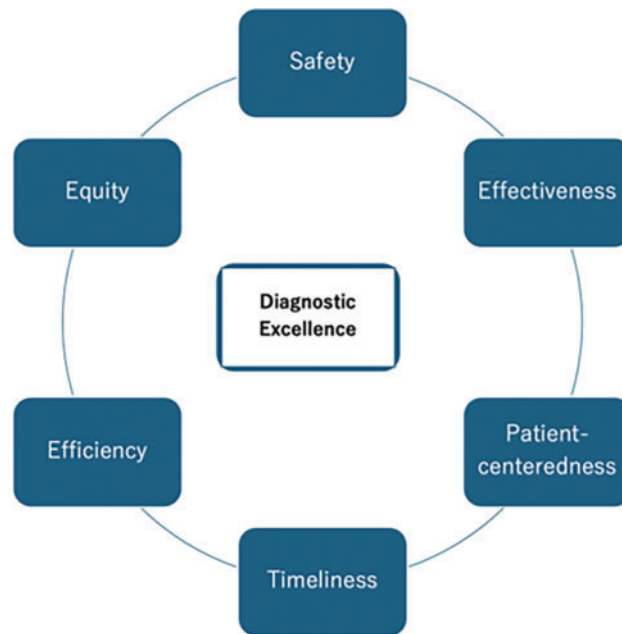 Safety
Equity
Effectiveness
Diagnostic
Excellence
Efficiency
Patient-
centeredness
Timeliness